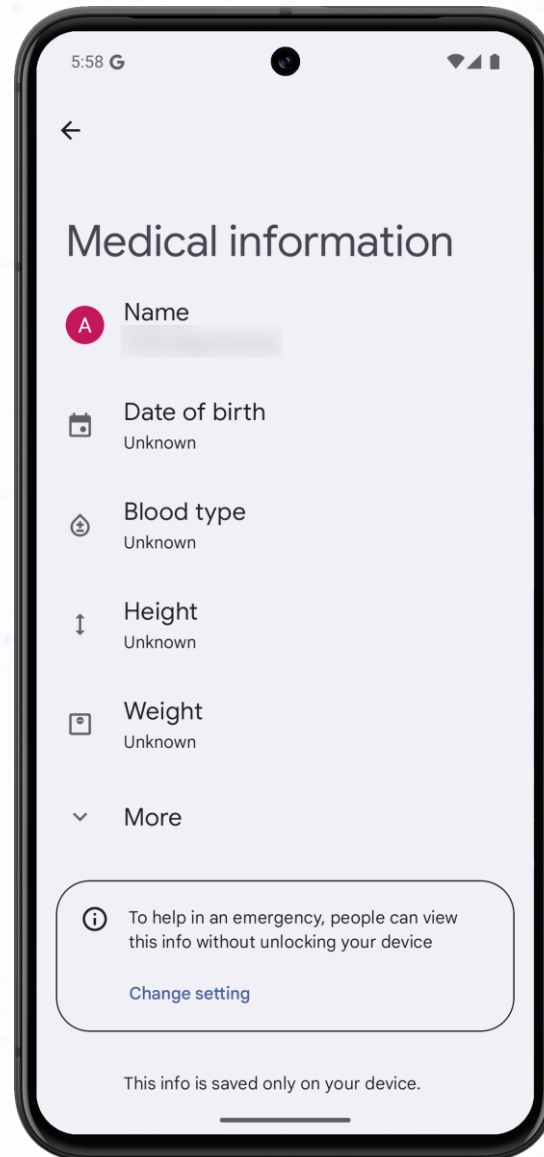 5:58 G
Medical information
A
Name
Date of birth
Unknown
Blood type
Unknown
Height
Unknown
Weight
Unknown
More
To help in an emergency, people can view
this info without unlocking your device
Change setting
This info is saved only on your device.